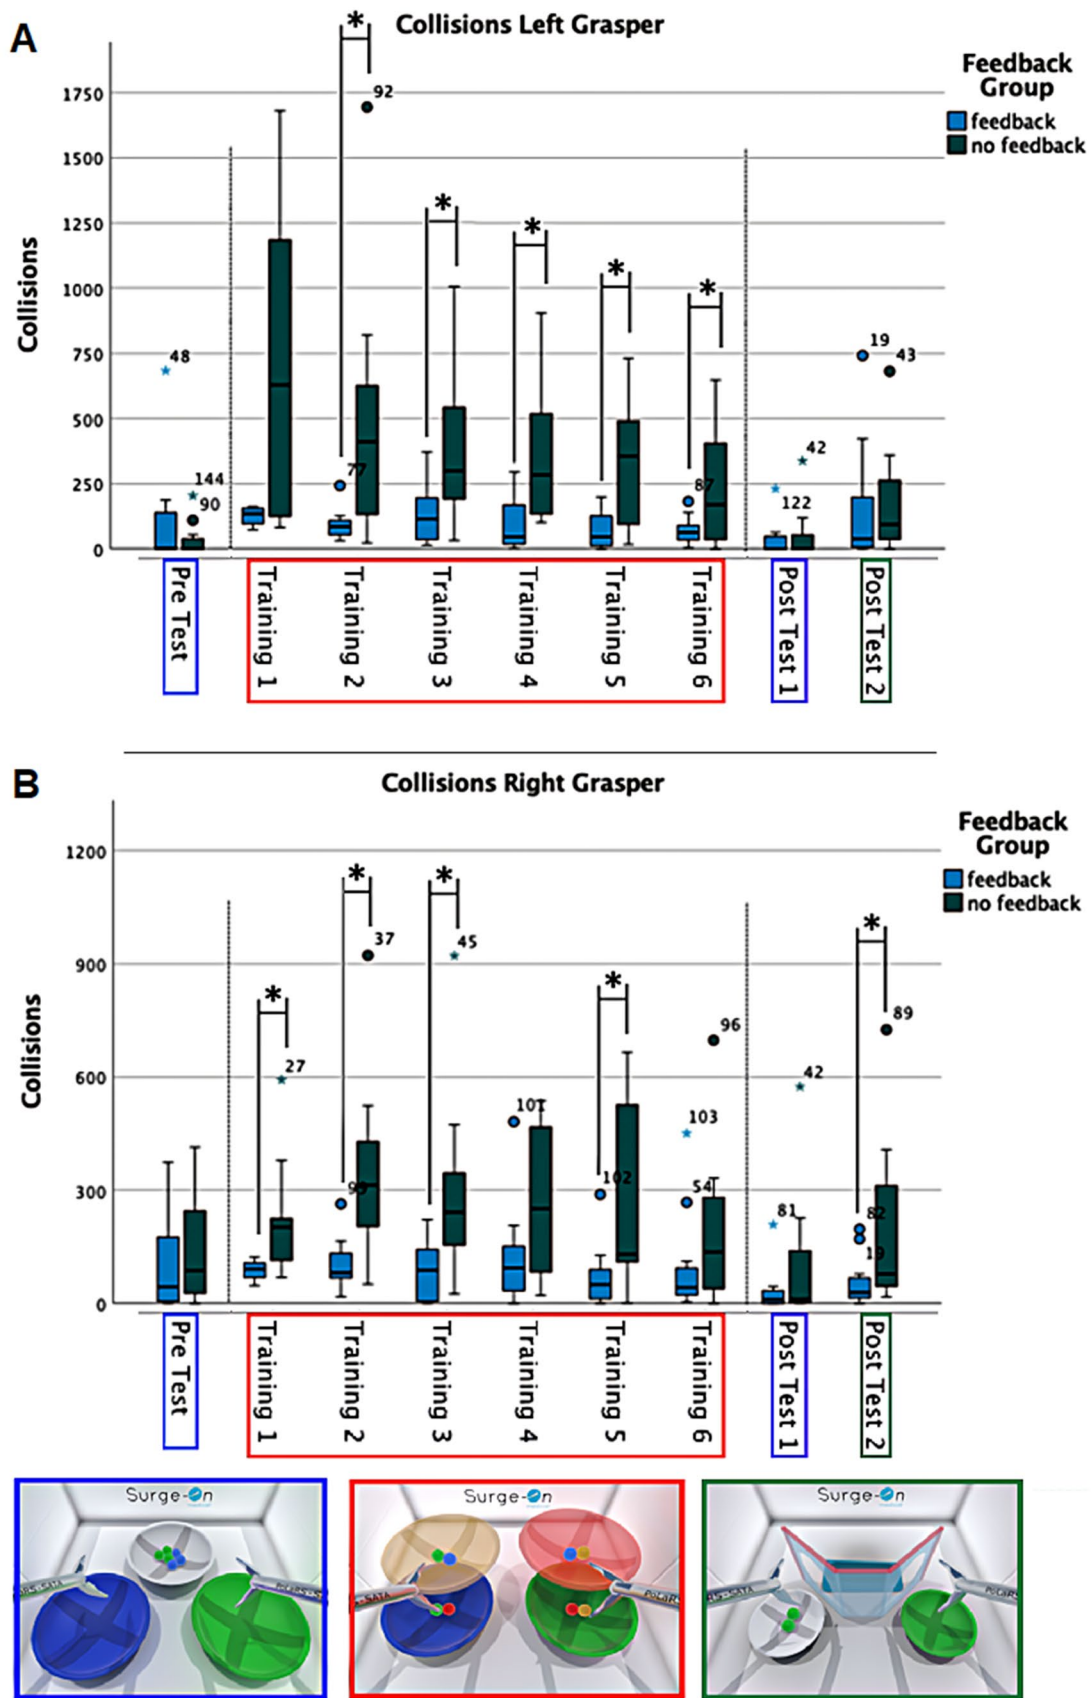 A
Collisions Left Grasper
Feedback
Group
feedback
no feedback
Collisions
1750
1500
1250
1000
750
500
250
0
*
*
*
*
*
48
144
90
77
92
87
42
122
19
43
Pre Test
Training 1
Training 2
Training 3
Training 4
Training 5
Training 6
Post Test 1
Post Test 2
B
Collisions Right Grasper
Feedback
Group
feedback
no feedback
Collisions
1200
900
600
300
0
*
*
*
*
*
27
37
45
101
102
96
103
54
42
81
89
82
19
Pre Test
Training 1
Training 2
Training 3
Training 4
Training 5
Training 6
Post Test 1
Post Test 2
Surge-On
Surge-On
Surge-On